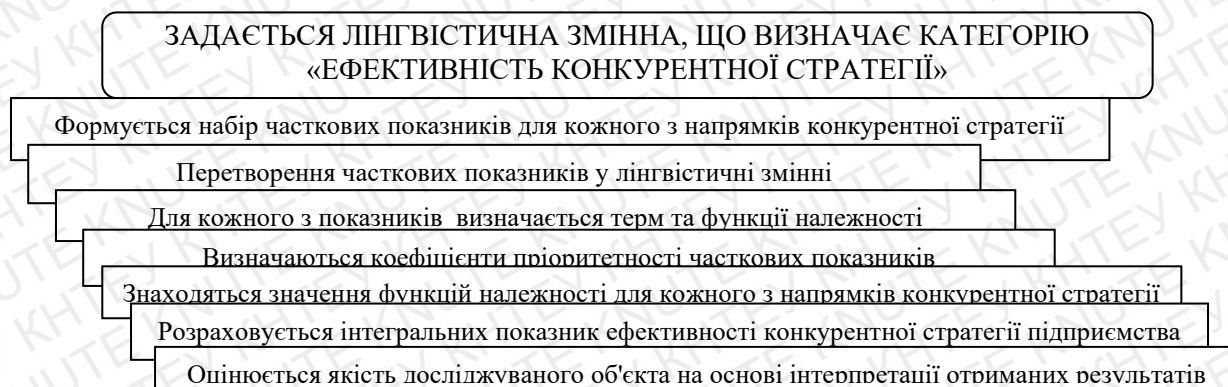 ЗАДАЄТЬСЯ ЛІНГВІСТИЧНА ЗМІННА, ЩО ВИЗНАЧАЄ КАТЕГОРІЮ
«ЕФЕКТИВНІСТЬ КОНКУРЕНТНОЇ СТРАТЕГІЇ»
Формується набір часткових показників для кожного з напрямків конкурентної стратегії
Перетворення часткових показників у лінгвістичні змінні
Для кожного з показників визначається терм та функції належності
Визначаються коефіцієнти пріоритетності часткових показників
Знаходяться значення функцій належності для кожного з напрямків конкурентної стратегії
Розраховується інтегральних показник ефективності конкурентної стратегії підприємства
Оцінюється якість досліджуваного об'єкта на основі інтерпретації отриманих результатів